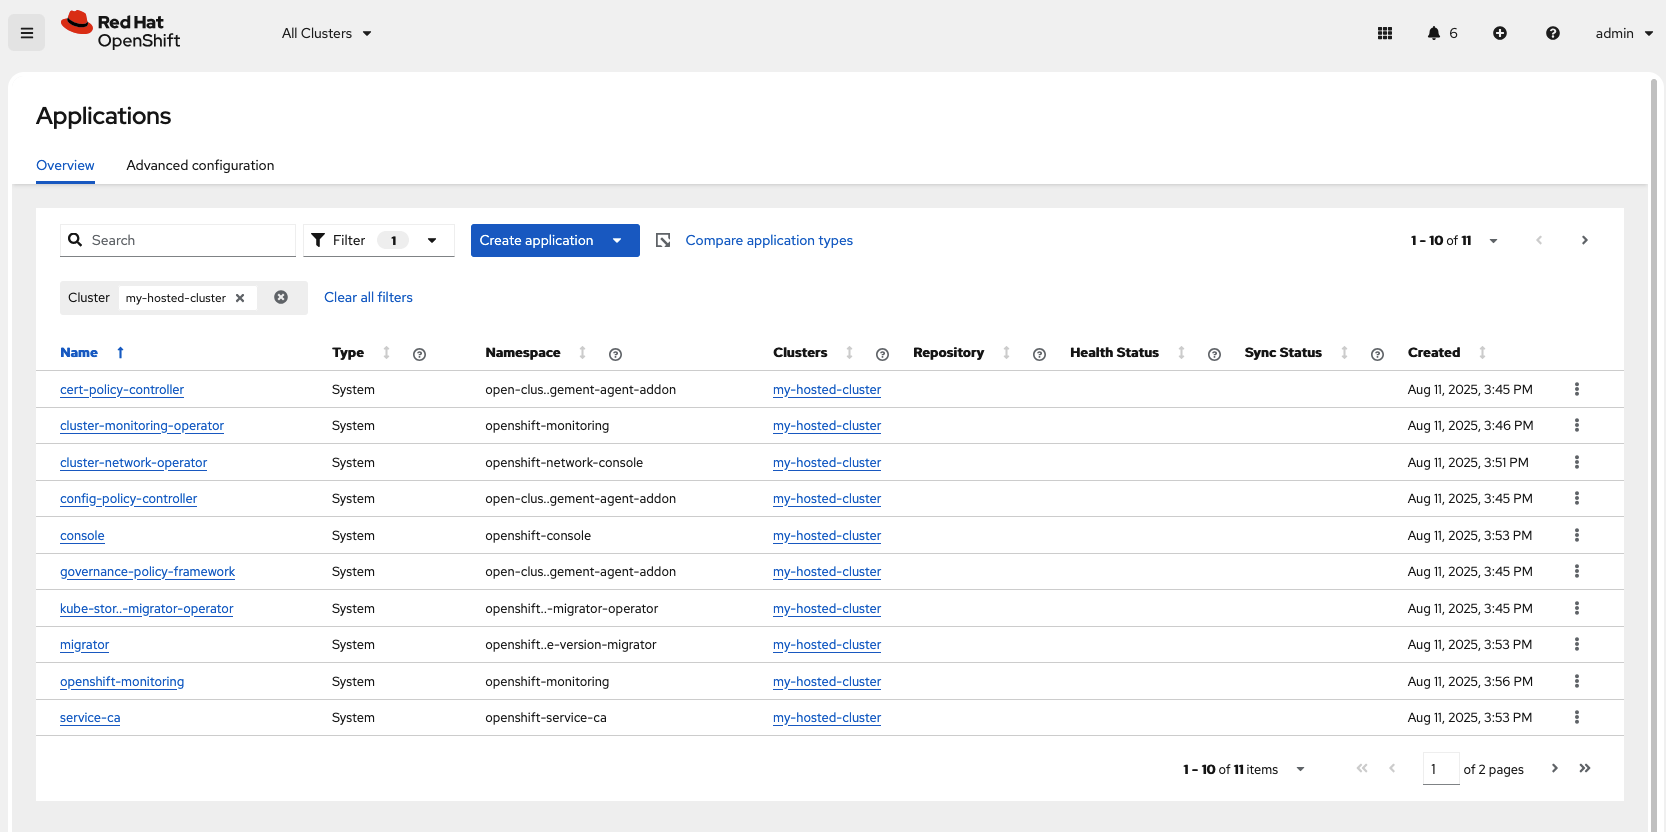 Red Hat
OpenShift
All Clusters
6
admin
Applications
Overview Advanced configuration
Search
Filter 1
Create application
Compare application types
1 - 10 of 11
Cluster my-hosted-cluster
Clear all filters
Name Type Namespace Clusters Repository Health Status Sync Status Created
cert-policy-controller System open-clus..gement-agent-addon my-hosted-cluster Aug 11, 2025, 3:45 PM
cluster-monitoring-operator System openshift-monitoring my-hosted-cluster Aug 11, 2025, 3:46 PM
cluster-network-operator System openshift-network-console my-hosted-cluster Aug 11, 2025, 3:51 PM
config-policy-controller System open-clus..gement-agent-addon my-hosted-cluster Aug 11, 2025, 3:45 PM
console System openshift-console my-hosted-cluster Aug 11, 2025, 3:53 PM
governance-policy-framework System open-clus..gement-agent-addon my-hosted-cluster Aug 11, 2025, 3:45 PM
kube-stor..-migrator-operator System openshift..-migrator-operator my-hosted-cluster Aug 11, 2025, 3:45 PM
migrator System openshift..e-version-migrator my-hosted-cluster Aug 11, 2025, 3:53 PM
openshift-monitoring System openshift-monitoring my-hosted-cluster Aug 11, 2025, 3:56 PM
service-ca System openshift-service-ca my-hosted-cluster Aug 11, 2025, 3:53 PM
1 - 10 of 11 items 1 of 2 pages